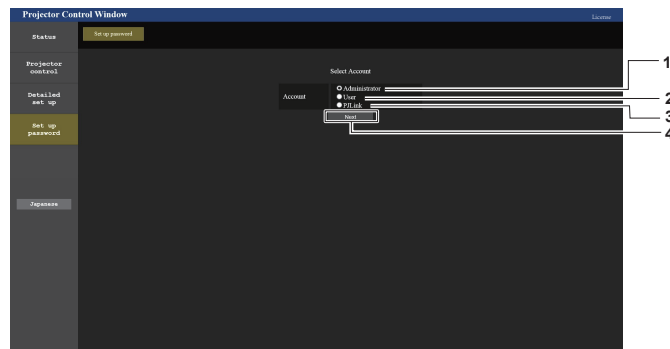 Projector Control Window
License
Status
Set up password
Projector
control
Select Account
Detailed
set up
Account
Administrator
User
PJLink
Next
Set up
password
Japanese
1
2
3
4